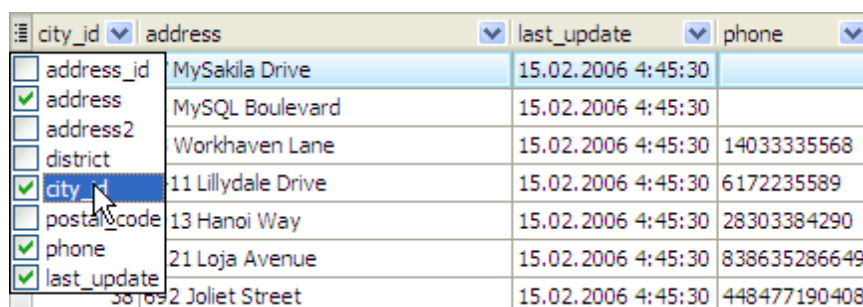 city_id address last_update phone
address_id MySakila Drive 15.02.2006 4:45:30
address MySQL Boulevard 15.02.2006 4:45:30
address2
Workhaven Lane 15.02.2006 4:45:30 14033335568
district
city_id 11 Lillydale Drive 15.02.2006 4:45:30 6172235589
postal_code 13 Hanoi Way 15.02.2006 4:45:30 28303384290
phone
21 Loja Avenue 15.02.2006 4:45:30 838635286649
last_update
38 692 Joliet Street 15.02.2006 4:45:30 448477190408